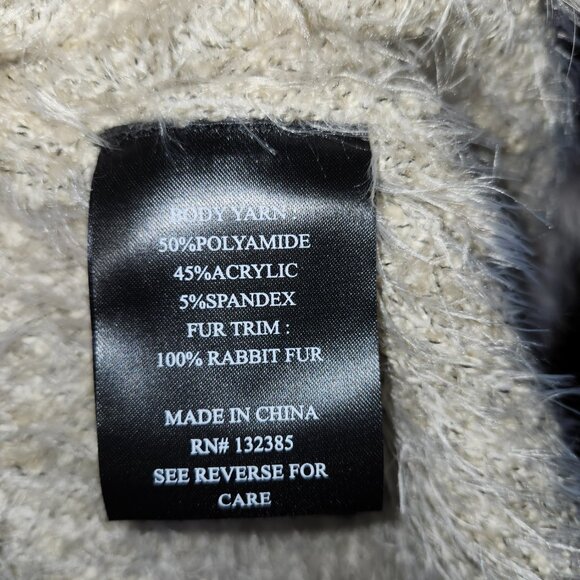 BODY YARN :
50%POLYAMIDE
45%ACRYLIC
5%SPANDEX
FUR TRIM :
100% RABBIT FUR
MADE IN CHINA
RN# 132385
SEE REVERSE FOR
CARE